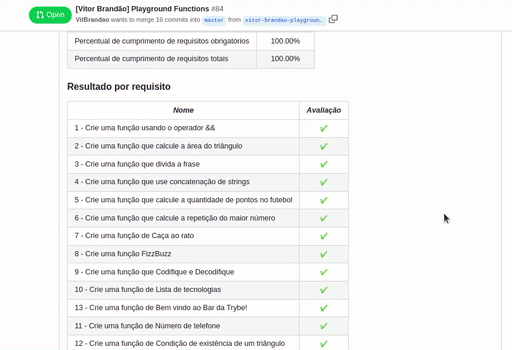 Open
[Vitor Brandão] Playground Functions #84
VitBrandao wants to merge 16 commits into master from vitor-brandao-playgroun...
Percentual de cumprimento de requisitos obrigatórios 100.00%
Percentual de cumprimento de requisitos totais 100.00%
Resultado por requisito
Nome Avaliação
1 - Crie uma função usando o operador &&
2 - Crie uma função que calcule a área do triângulo
3 - Crie uma função que divida a frase
4 - Crie uma função que use concatenação de strings
5 - Crie uma função que calcule a quantidade de pontos no futebol
6 - Crie uma função que calcule a repetição do maior número
7 - Crie uma função de Caça ao rato
8 - Crie uma função FizzBuzz
9 - Crie uma função que Codifique e Decodifique
10 - Crie uma função de Lista de tecnologias
13 - Crie uma função de Bem vindo ao Bar da Trybe!
11 - Crie uma função de Número de telefone
12 - Crie uma função de Condição de existência de um triângulo